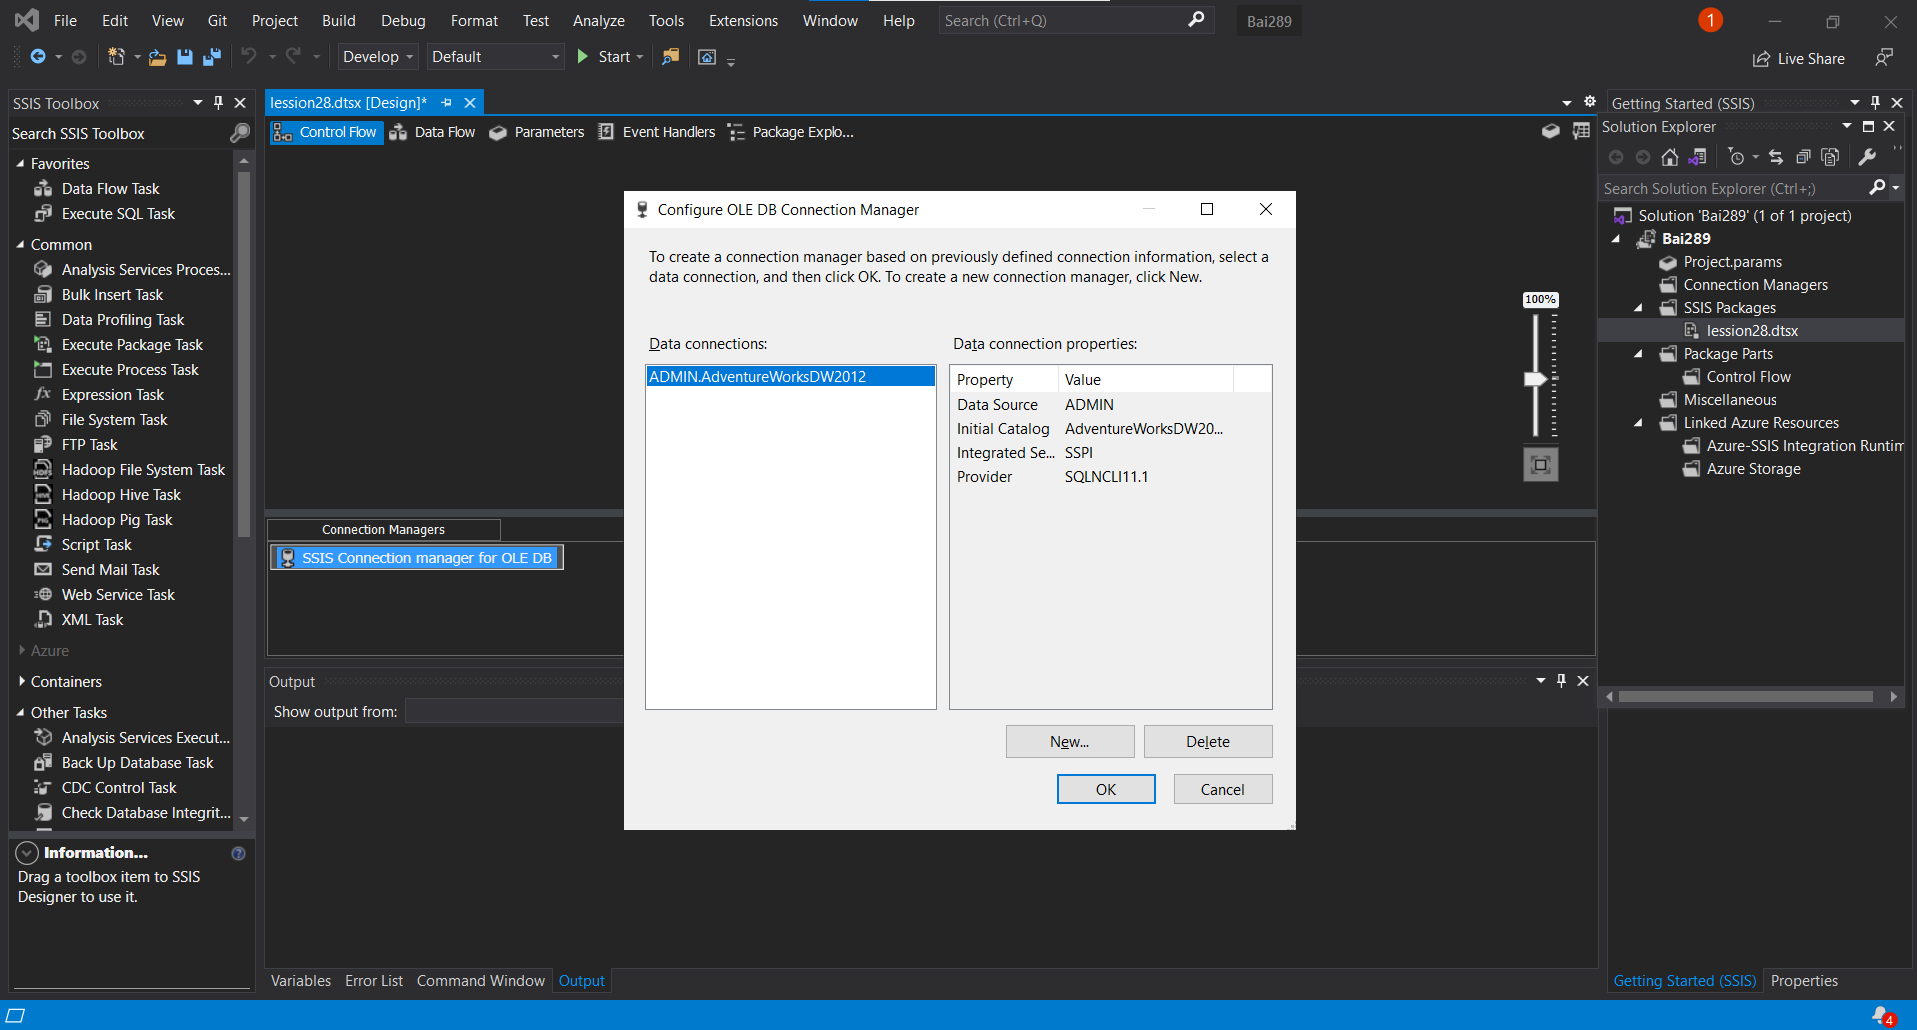 File Edit View Git Project Build Debug Format Test Analyze Tools Extensions Window Help Search (Ctrl+Q) Bai289 1
Develop Default Start Live Share
SSIS Toolbox
Search SSIS Toolbox
Favorites
Data Flow Task
Execute SQL Task
Common
Analysis Services Proces...
Bulk Insert Task
Data Profiling Task
Execute Package Task
Execute Process Task
Expression Task
File System Task
FTP Task
Hadoop File System Task
Hadoop Hive Task
Hadoop Pig Task
Script Task
Send Mail Task
Web Service Task
XML Task
Azure
Containers
Other Tasks
Analysis Services Execut...
Back Up Database Task
CDC Control Task
Check Database Integrit...
Information...
Drag a toolbox item to SSIS
Designer to use it.
lession28.dtsx [Design]*
Control Flow Data Flow Parameters Event Handlers Package Explo...
100%
Connection Managers
SSIS Connection manager for OLE DB
Output
Show output from:
Variables Error List Command Window Output
Configure OLE DB Connection Manager
To create a connection manager based on previously defined connection information, select a
data connection, and then click OK. To create a new connection manager, click New.
Data connections:
ADMIN.AdventureWorksDW2012
Data connection properties:
Property Value
Data Source ADMIN
Initial Catalog AdventureWorksDW20...
Integrated Se... SSPI
Provider SQLNCLI11.1
New... Delete
OK Cancel
Getting Started (SSIS)
Solution Explorer
Search Solution Explorer (Ctrl+;)
Solution 'Bai289' (1 of 1 project)
Bai289
Project.params
Connection Managers
SSIS Packages
lession28.dtsx
Package Parts
Control Flow
Miscellaneous
Linked Azure Resources
Azure-SSIS Integration Runtim
Azure Storage
Getting Started (SSIS) Properties
4